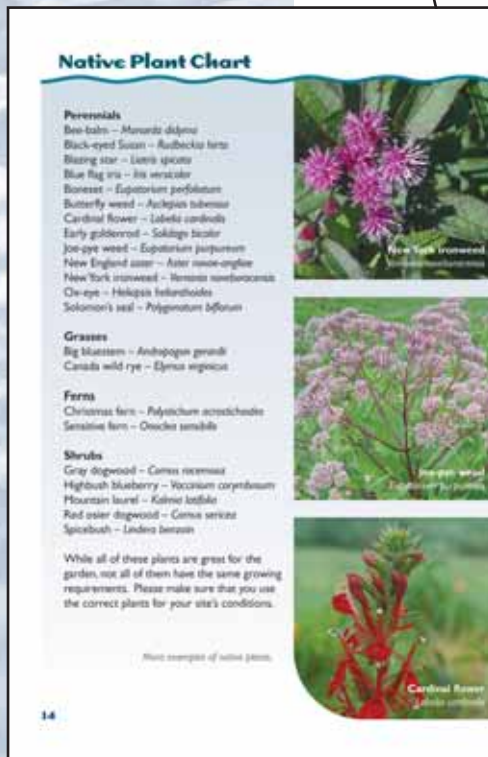 Native Plant Chart
Perennials
Bee-balm – Monarda didyma
Black-eyed Susan – Rudbeckia hirta
Blazing star – Liatris spicata
Blue flag iris – Iris versicolor
Boneset – Eupatorium perfoliatum
Butterfly weed – Asclepias tuberosa
Cardinal flower – Lobelia cardinalis
Early goldenrod – Solidago bicolor
Joe-pye weed – Eupatorium purpureum
New England aster – Aster novae-angliae
New York ironweed – Vernonia noveboracensis
Ox-eye – Heliopsis helianthoides
Solomon's seal – Polygonatum biflorum
Grasses
Big bluestem – Andropogon gerardii
Canada wild rye – Elymus virginicus
Ferns
Christmas fern – Polystichum acrostichoides
Sensitive fern – Onoclea sensibilis
Shrubs
Gray dogwood – Cornus racemosa
Highbush blueberry – Vaccinium corymbosum
Mountain laurel – Kalmia latifolia
Red osier dogwood – Cornus sericea
Spicebush – Lindera benzoin
While all of these plants are great for the
garden, not all of them have the same growing
requirements. Please make sure that you use
the correct plants for your site's conditions.
More examples of native plants.
14
New York ironweed
Joe-pye weed
Eupatorium purpureum
Cardinal flower
Lobelia cardinalis